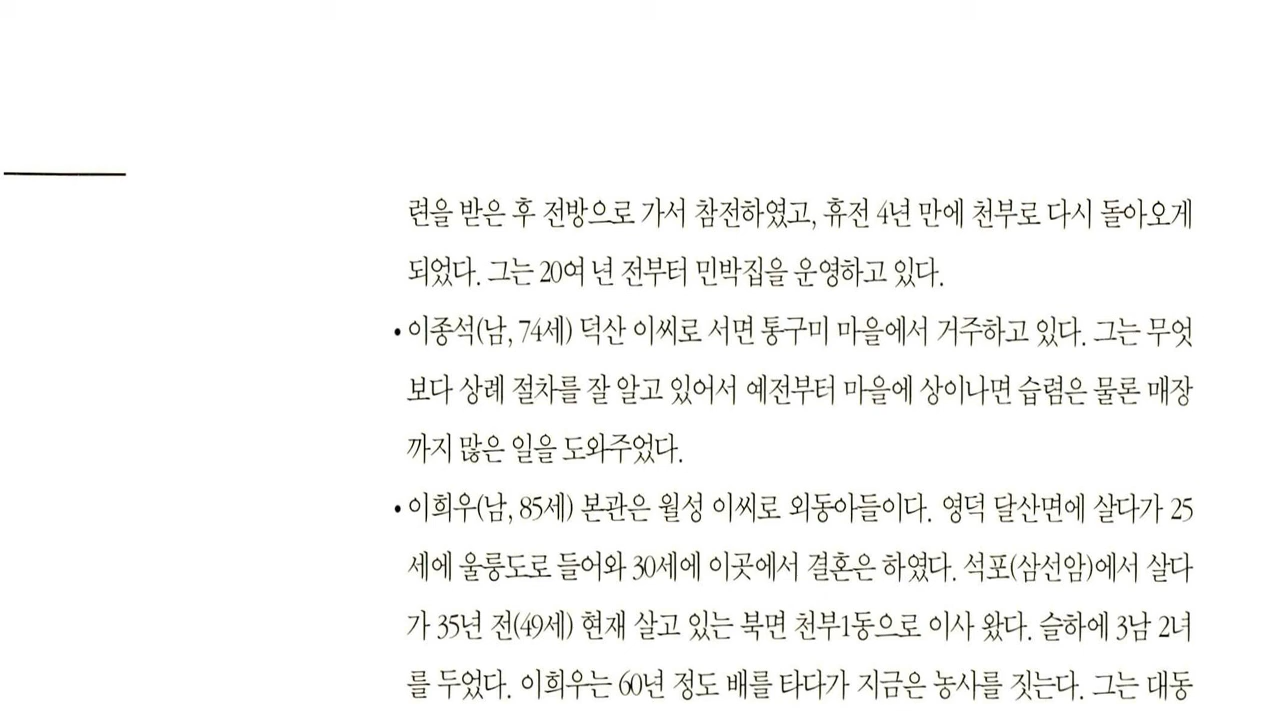 련을 받은 후 전방으로 가서 참전하였고, 휴전 4년 만에 천부로 다시 돌아오게
되었다. 그는 20여 년 전부터 민박집을 운영하고 있다.
• 이종석(남, 74세) 덕산 이씨로 서면 통구미 마을에서 거주하고 있다. 그는 무엇
보다 상례 절차를 잘 알고 있어서 예전부터 마을에 상이나면 습렴은 물론 매장
까지 많은 일을 도와주었다.
• 이희우(남, 85세) 본관은 월성 이씨로 외동아들이다. 영덕 달산면에 살다가 25
세에 울릉도로 들어와 30세에 이곳에서 결혼은 하였다. 석포(삼선암)에서 살다
가 35년 전(49세) 현재 살고 있는 북면 천부1동으로 이사 왔다. 슬하에 3남 2녀
를 두었다. 이희우는 60년 정도 배를 타다가 지금은 농사를 짓는다. 그는 대동